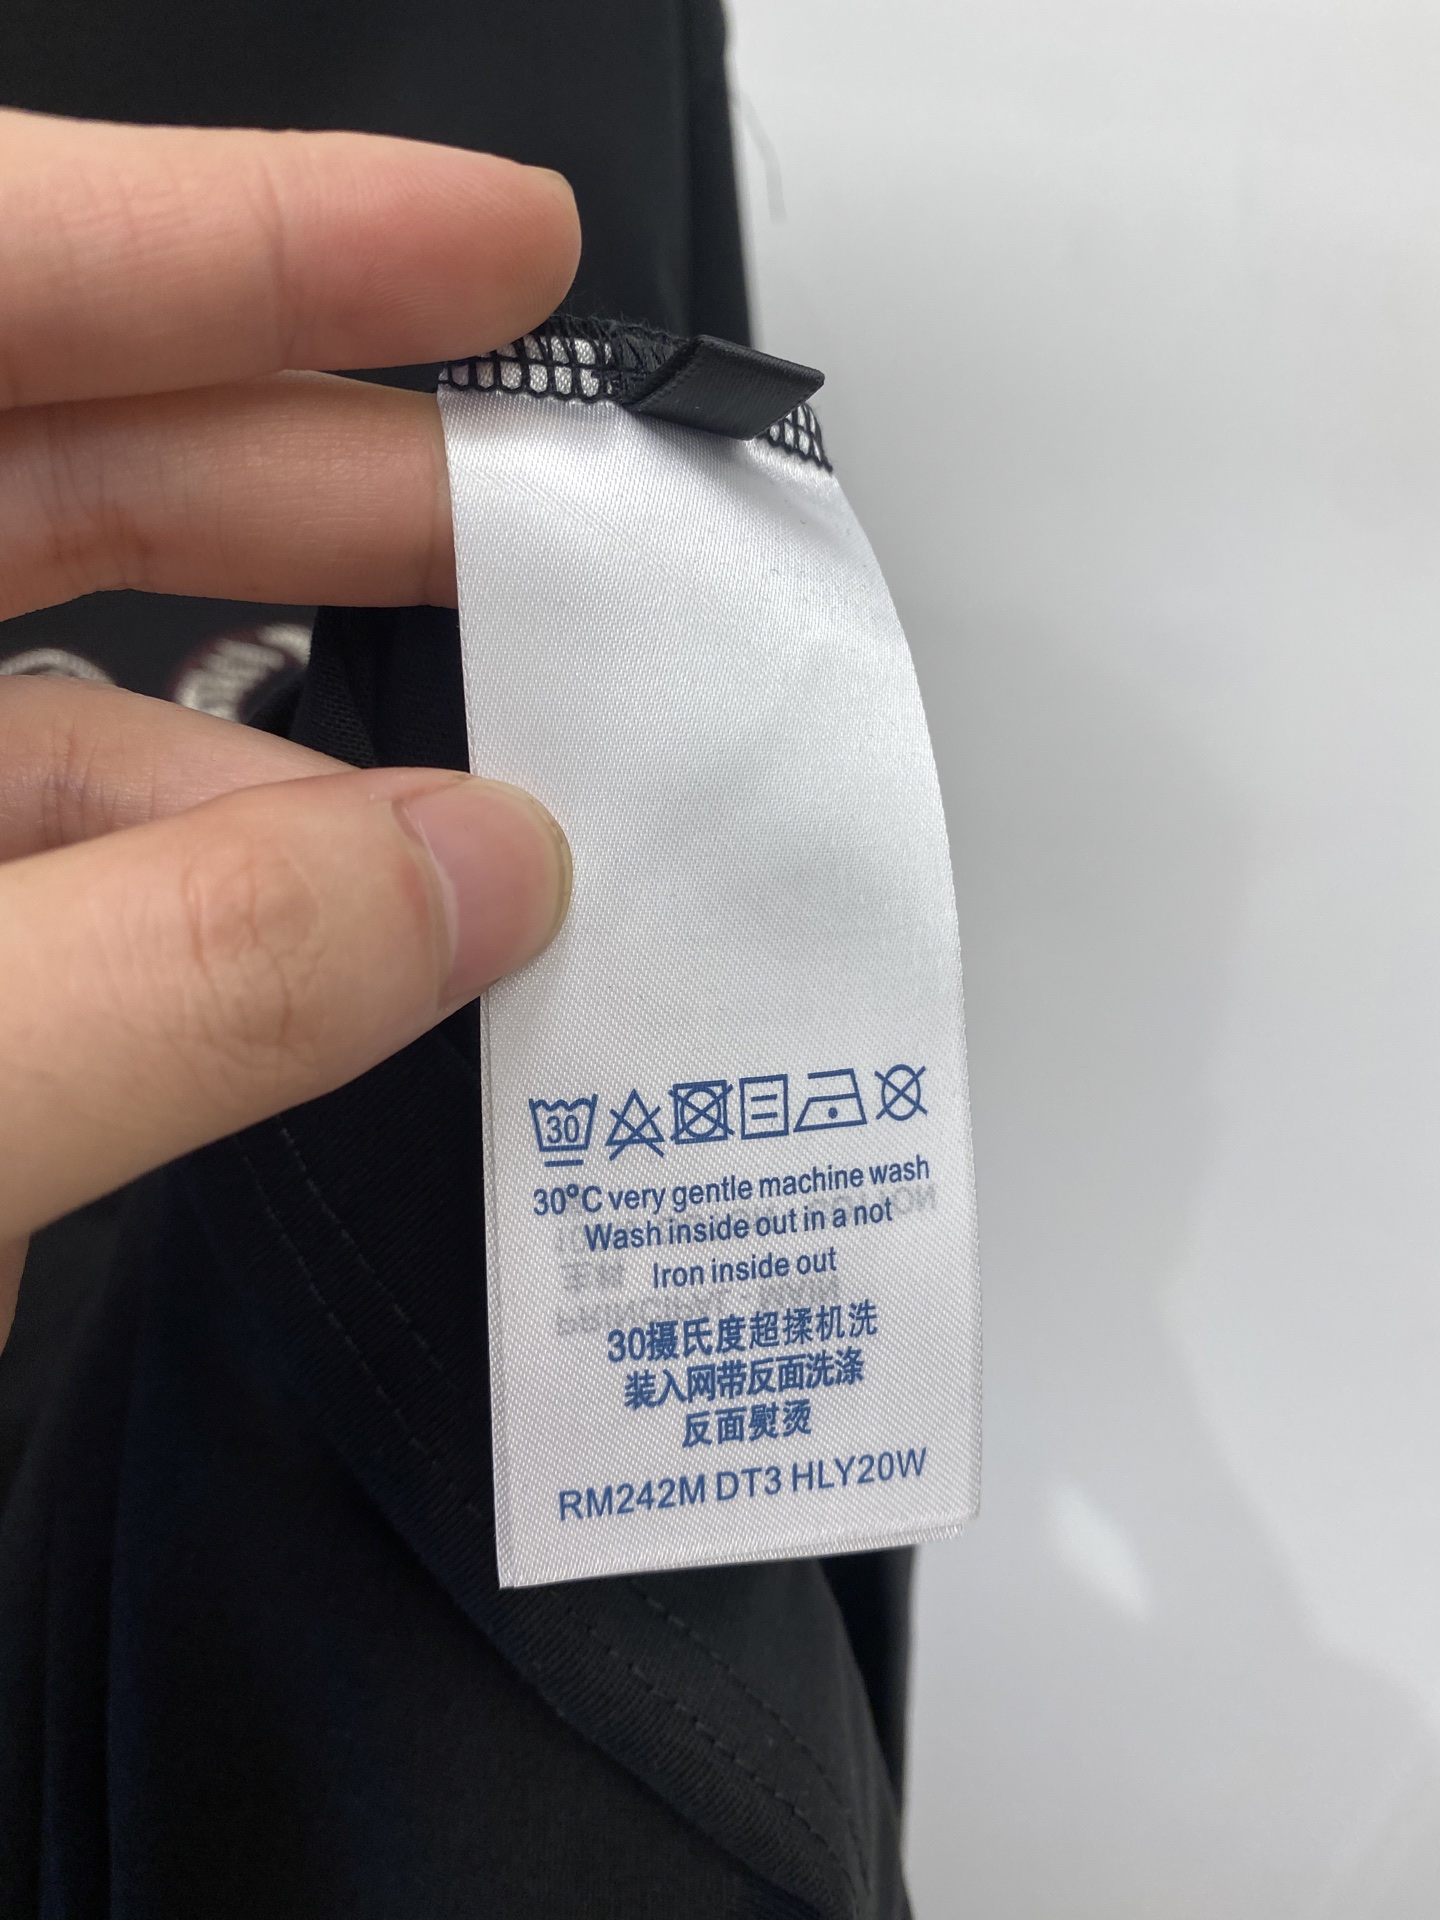 30
30°C very gentle machine wash
Wash inside out in a not
Iron inside out
30摄氏度超揉机洗
装入网带反面洗涤
反面熨烫
RM242M DT3 HLY20W